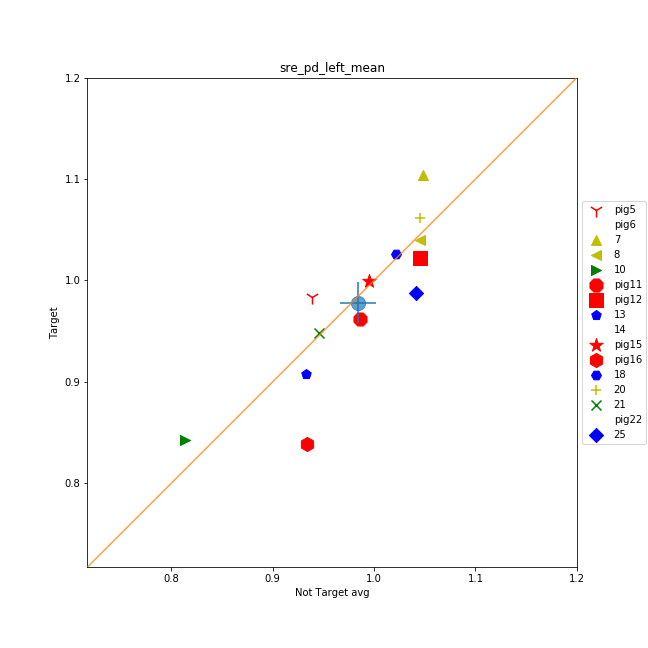 sre_pd_left_mean
1.2
1.1
1.0
0.9
0.8
Target
0.8 0.9 1.0 1.1 1.2
Not Target avg
pig5
pig6
7
8
10
pig11
pig12
13
14
pig15
pig16
18
20
21
pig22
25